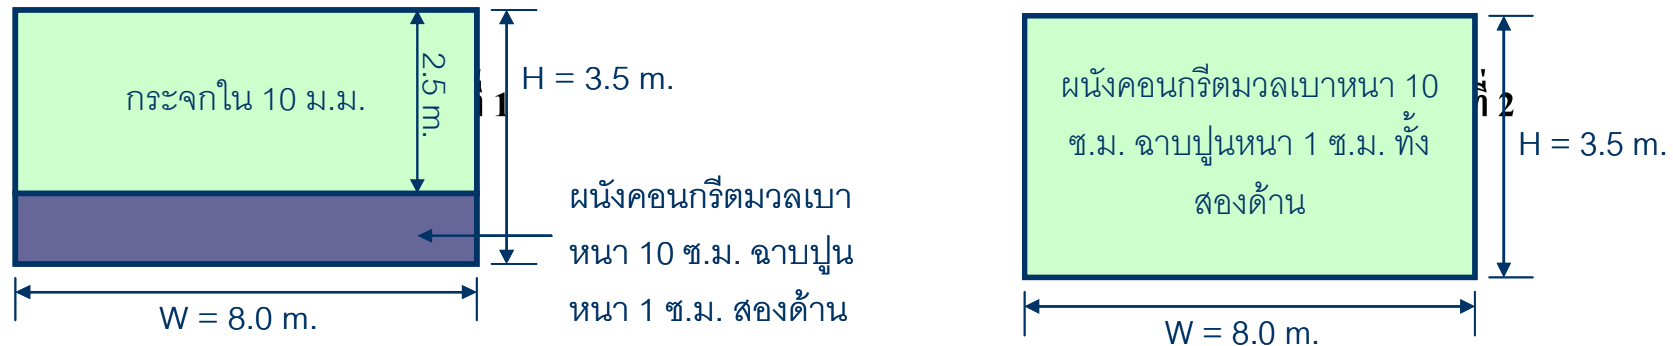 กระจกใน 10 ม.ม.
2.5 m.
1
H = 3.5 m.
ผนังคอนกรีตมวลเบา
หนา 10 ซ.ม. ฉาบปูน
หนา 1 ซ.ม. สองด้าน
W = 8.0 m.
ผนังคอนกรีตมวลเบาหนา 10
ซ.ม. ฉาบปูนหนา 1 ซ.ม. ทั้ง
สองด้าน
2
H = 3.5 m.
W = 8.0 m.